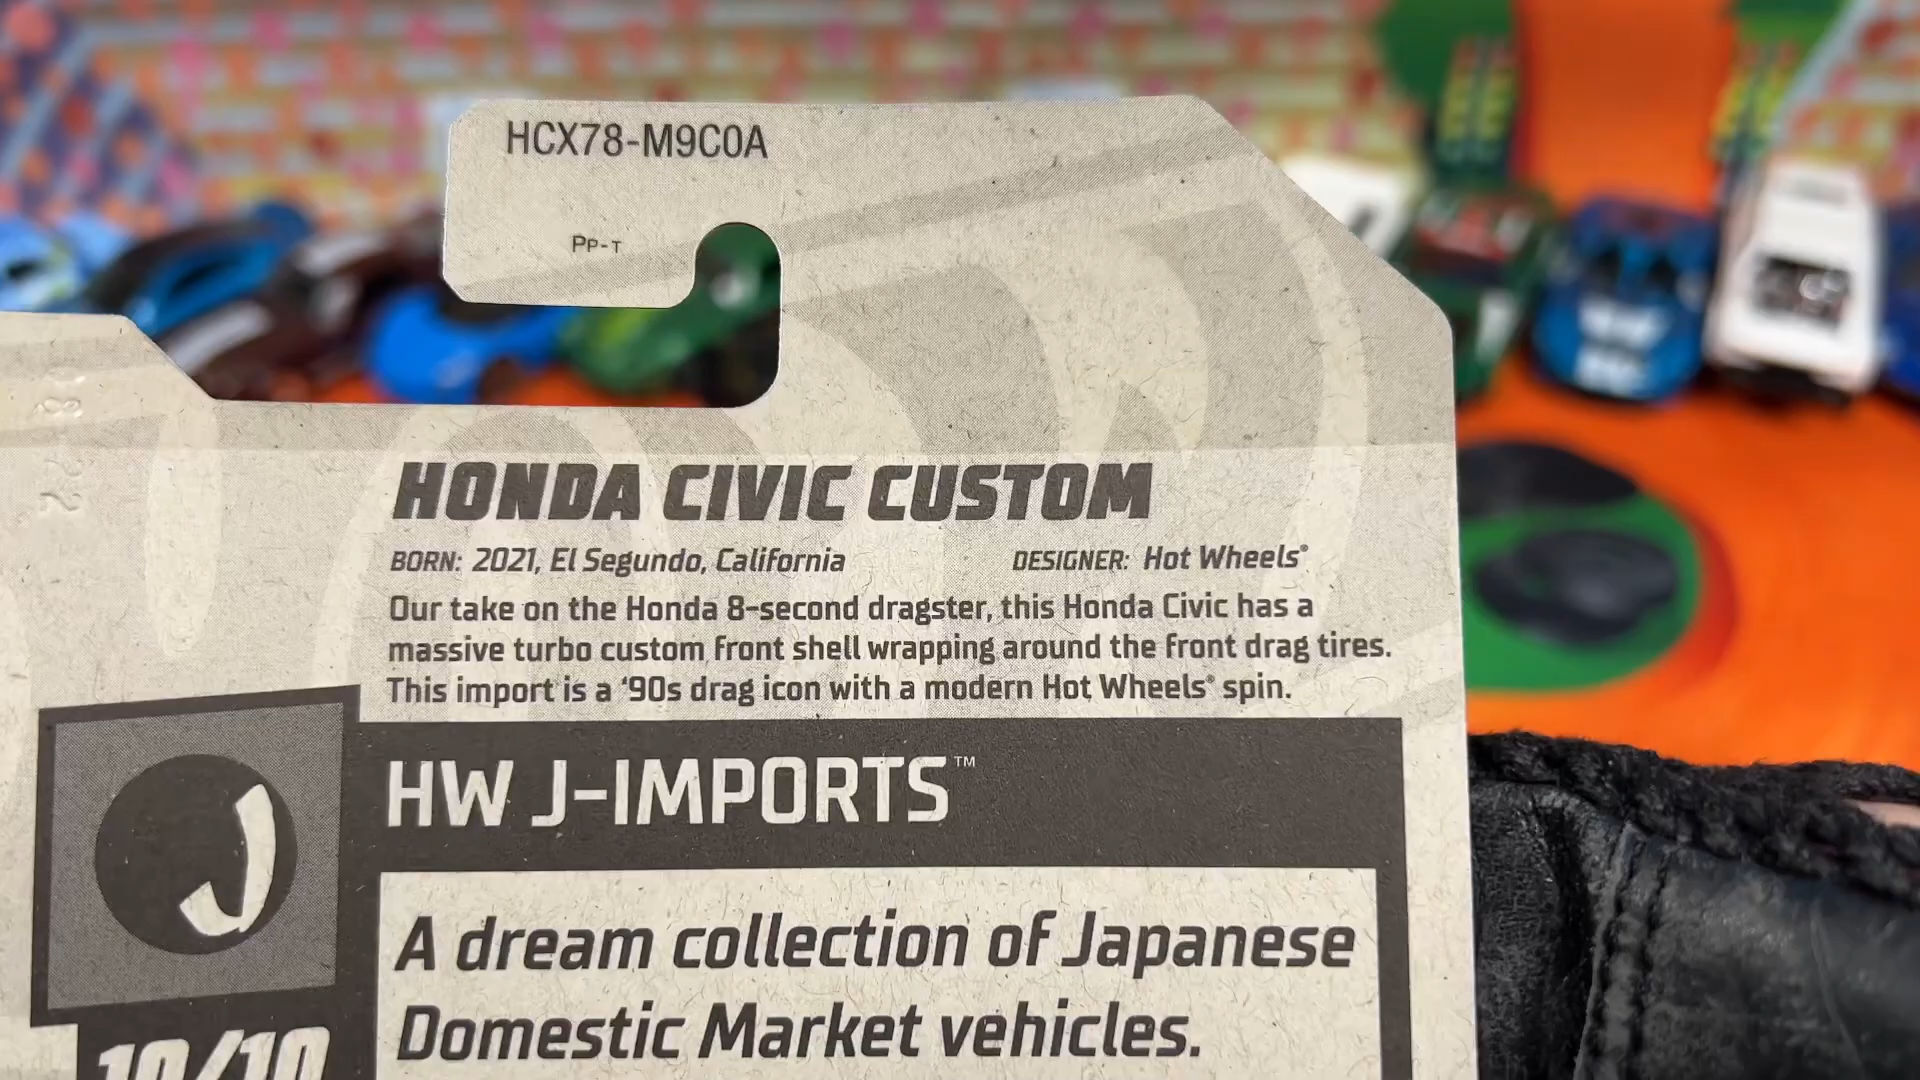 HCX78-M9C0A
PP-T
HONDA CIVIC CUSTOM
BORN: 2021, El Segundo, California
DESIGNER: Hot Wheels®
Our take on the Honda 8-second dragster, this Honda Civic has a
massive turbo custom front shell wrapping around the front drag tires.
This import is a ‘90s drag icon with a modern Hot Wheels® spin.
HW J-IMPORTS™
J
10/10
A dream collection of Japanese
Domestic Market vehicles.